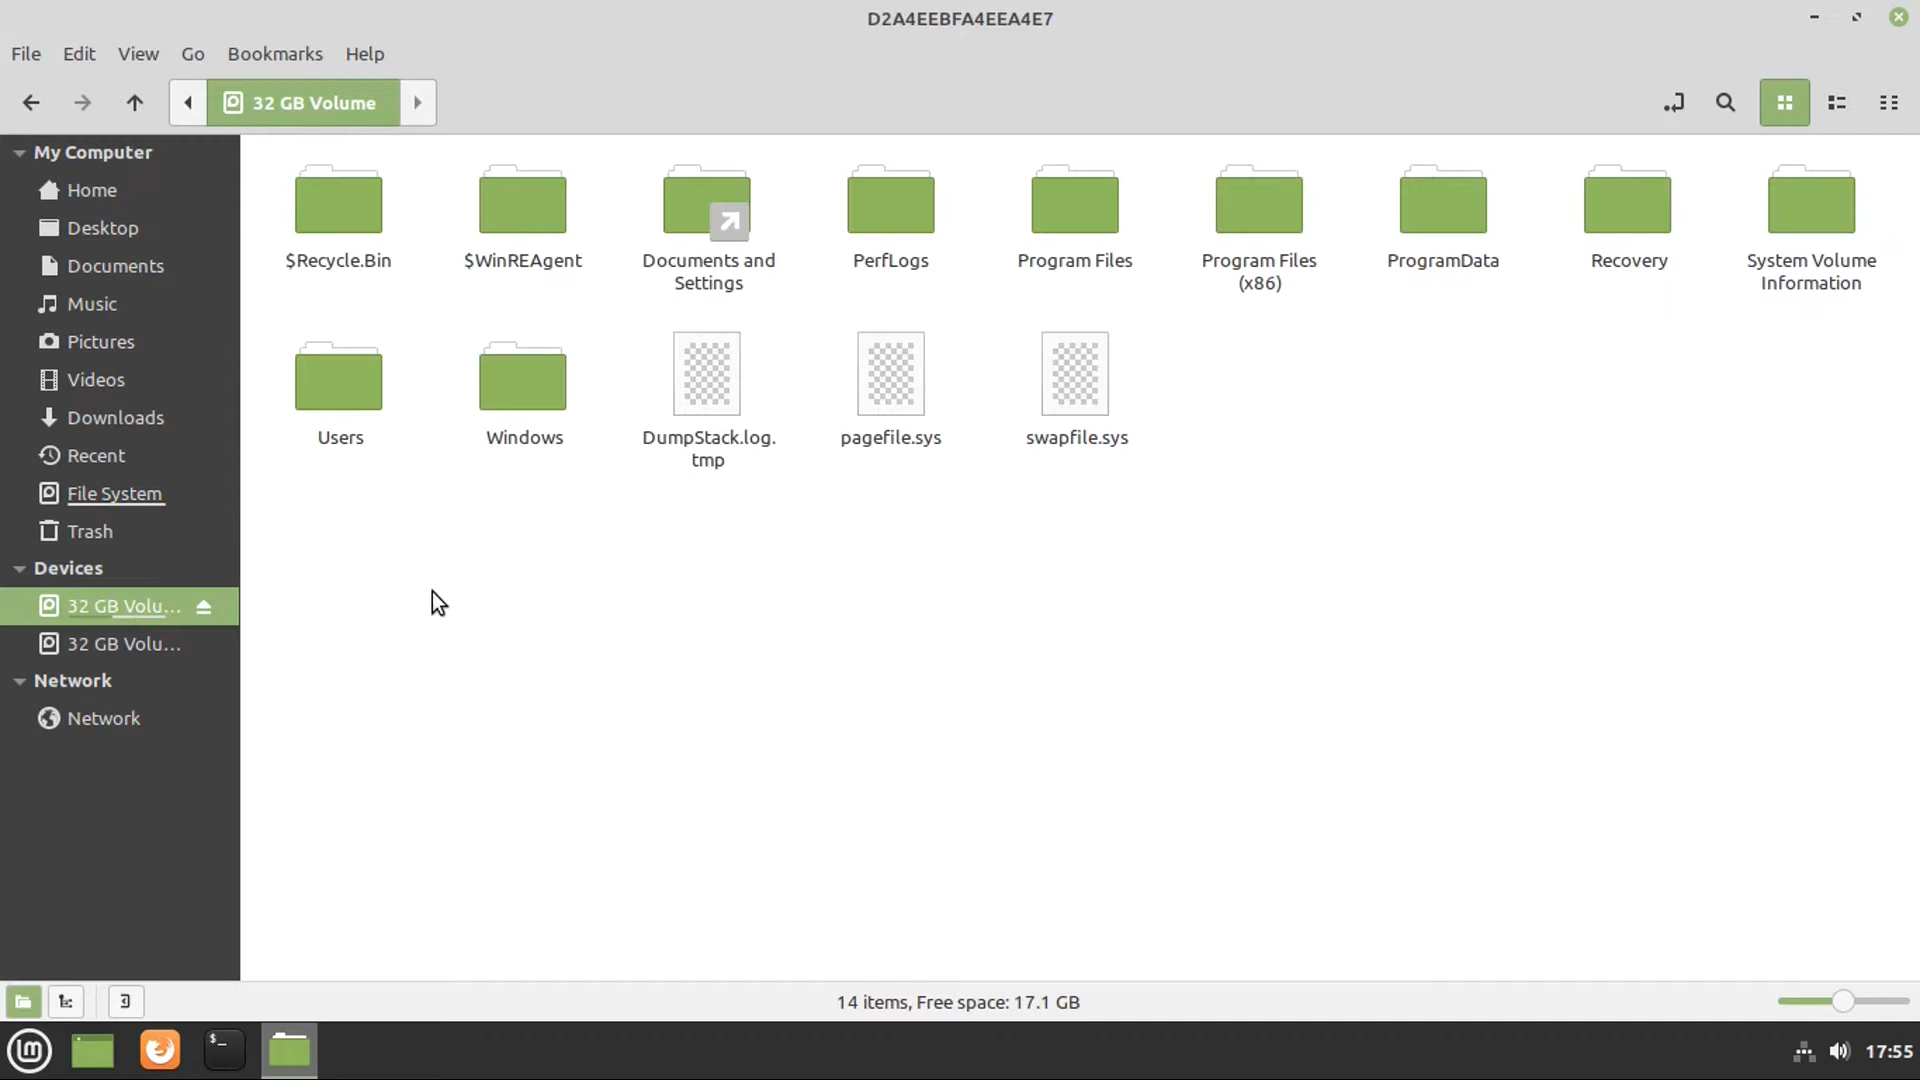 D2A4EEBFA4EEA4E7
File Edit View Go Bookmarks Help
32 GB Volume
My Computer
Home
Desktop
Documents
Music
Pictures
Videos
Downloads
Recent
File System
Trash
Devices
32 GB Volu...
32 GB Volu...
Network
Network
$Recycle.Bin
$WinREAgent
Documents and
Settings
PerfLogs
Program Files
Program Files
(x86)
ProgramData
Recovery
System Volume
Information
Users
Windows
DumpStack.log.
tmp
pagefile.sys
swapfile.sys
14 items, Free space: 17.1 GB
lm
$_
17:55